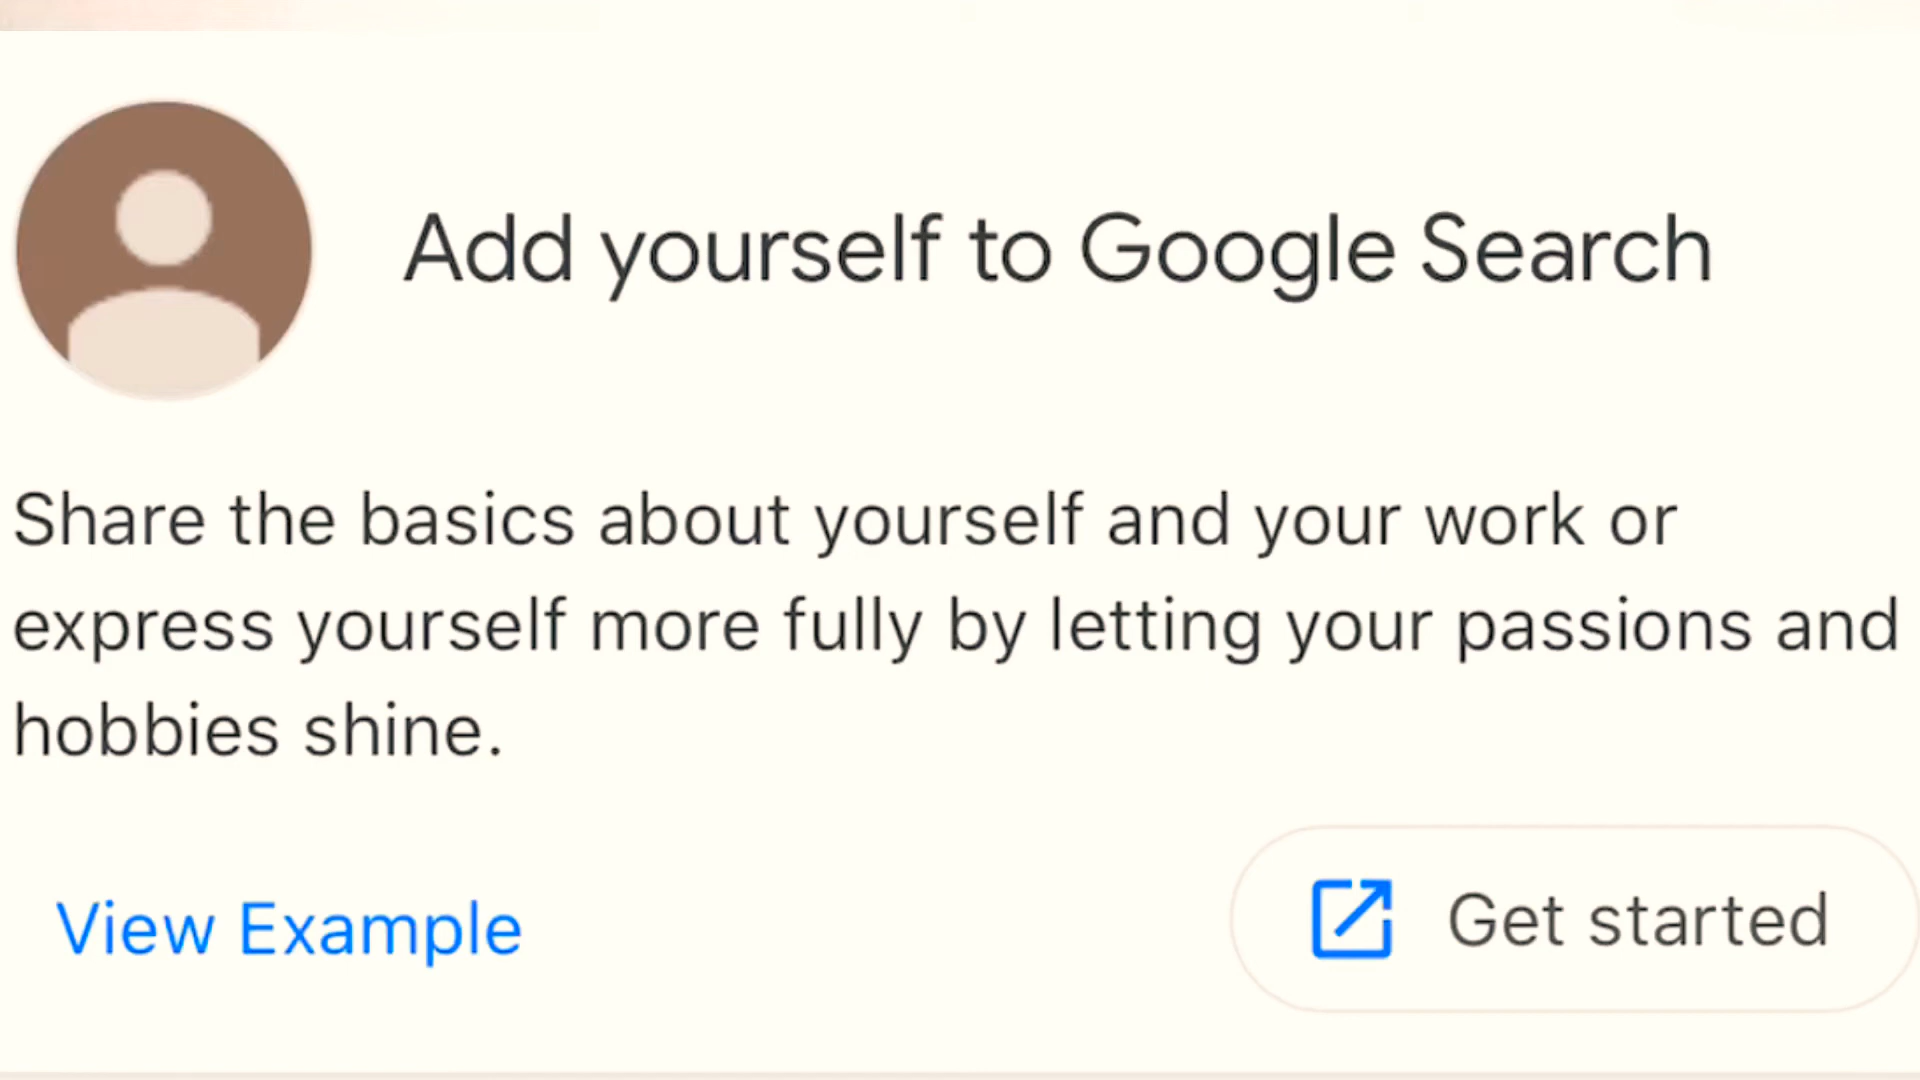 Add yourself to Google Search
Share the basics about yourself and your work or
express yourself more fully by letting your passions and
hobbies shine.
View Example
Get started